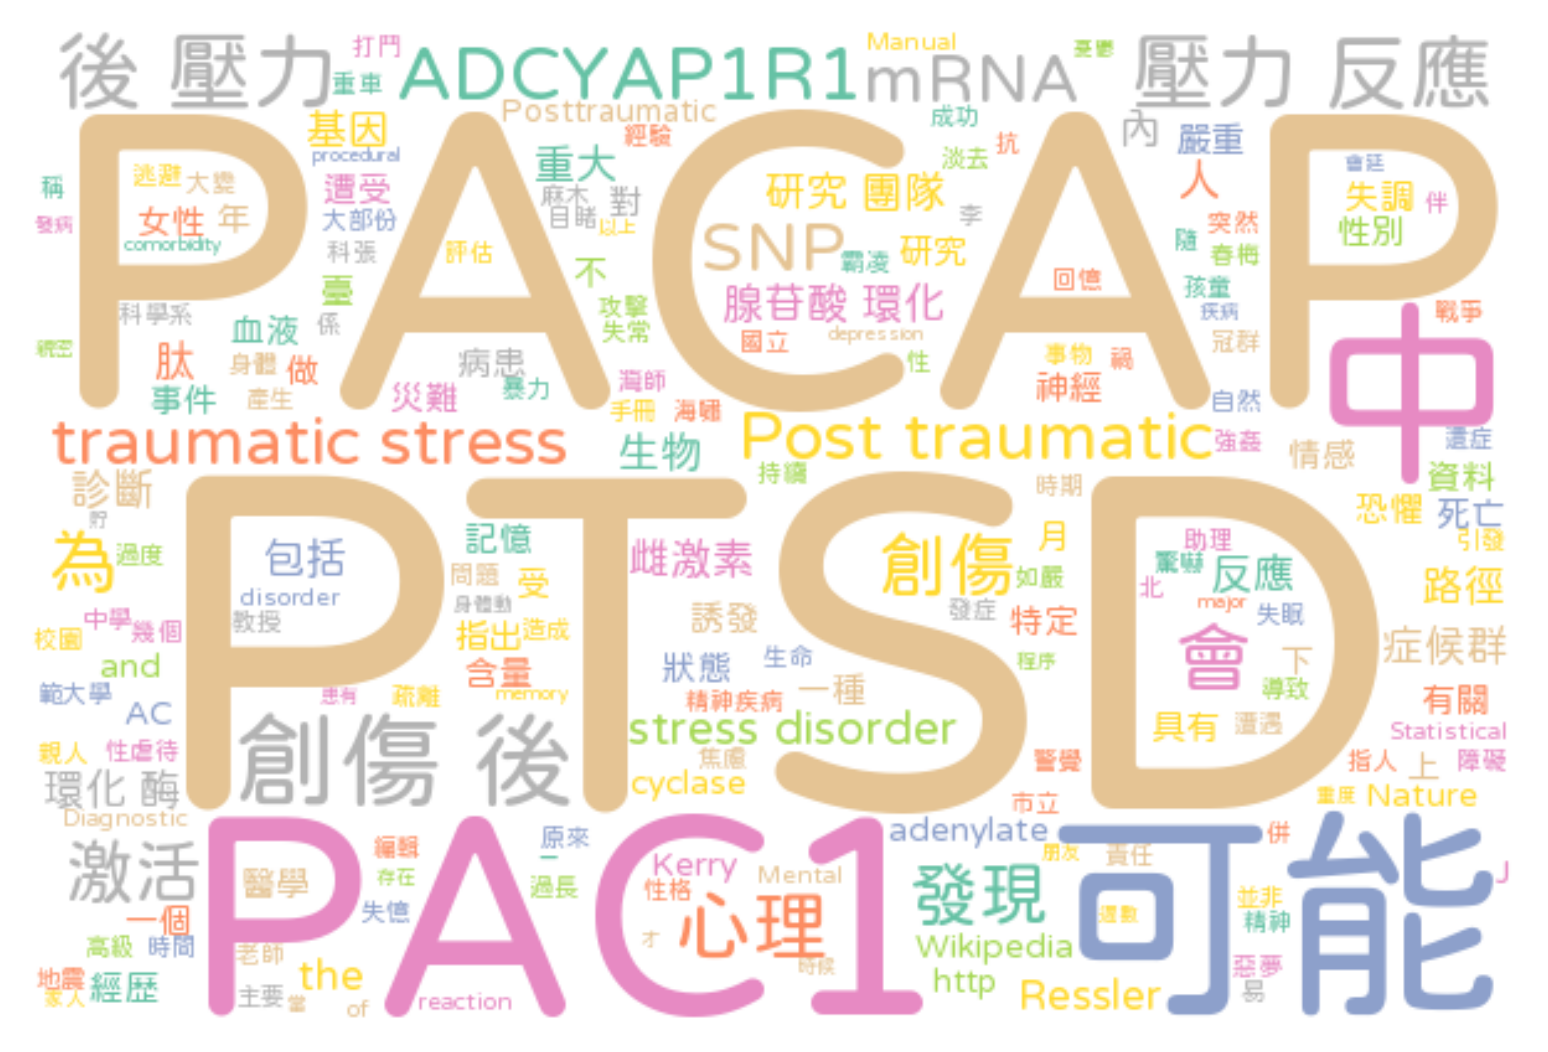 後 壓力
打鬥
重車
ADCYAP1R1
Manual
mRNA
憂鬱
壓力 反應
Posttraumatic
基因
procedural
經驗
重大
成功
淡去
抗
內
嚴重
PACAP
稱
逃避
大變
遭受
麻木
對
研究 團隊
人
會延
失調
伴
發病
女性
年
大部份
目睹
以上
李
突然
性別
comorbidity
科張
評估
SNP
霸凌
研究
隨
春梅
臺
不
回憶
孩童
科學系
係
攻擊
腺苷酸 環化
疾病
戰爭
血液
失常
國立
depression
冠群
中
親密
肽
身體
做
病患
性
事物
禍
神經
事件
產生
災難
暴力
灣師
手冊
海嘯
自然
traumatic stress
生物
Post traumatic
強姦
情感
遺症
診斷
持續
時期
資料
PTSD
恐懼
死亡
引發
為
過度
包括
記憶
雌激素
創傷
月
助理
驚嚇
反應
disorder
問題
受
如嚴
北
major
失眠
路徑
中學
幾個
教授
身體動
誘發
發症
特定
校園
指出
造成
會
下
症候群
and
含量
狀態
生命
程序
導致
範大學
患有
疏離
memory
精神疾病
一種
有關
AC
創傷 後
stress disorder
具有
遭遇
Statistical
親人
性虐待
焦慮
警覺
指人
上
障礙
環化 酶
cyclase
市立
重度
Nature
Diagnostic
adenylate
可能
併
激活
PAC1
編輯
原來
朋友
責任
醫學
存在
過長
Kerry
Mental
性格
發現
J
一個
失憶
心理
週數
並非
高級
時間
老師
才
時候
Wikipedia
精神
地震
家人
經歷
主要
當
the
of
reaction
http
Ressler
惡夢
易